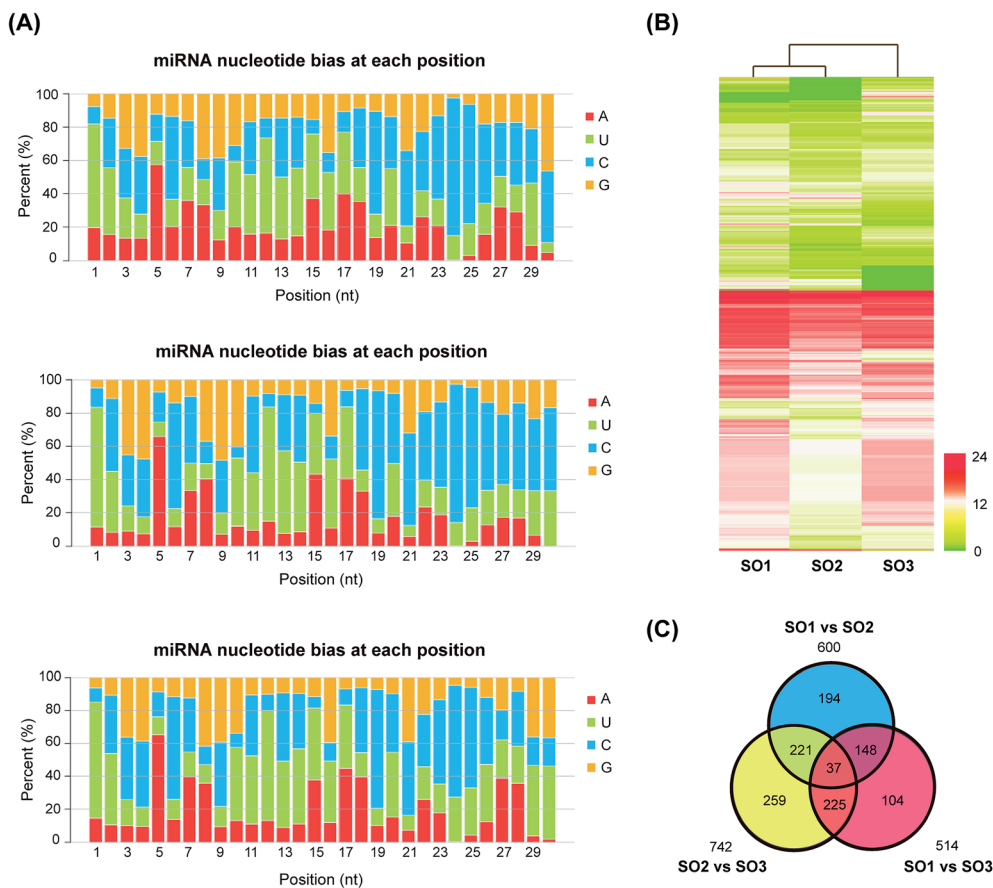 (A)
miRNA nucleotide bias at each position
Percent (%)
100
80
60
40
20
0
1 3 5 7 9 11 13 15 17 19 21 23 25 27 29
Position (nt)
A
U
C
G
miRNA nucleotide bias at each position
Percent (%)
100
80
60
40
20
0
1 3 5 7 9 11 13 15 17 19 21 23 25 27 29
Position (nt)
A
U
C
G
miRNA nucleotide bias at each position
Percent (%)
100
80
60
40
20
0
1 3 5 7 9 11 13 15 17 19 21 23 25 27 29
Position (nt)
A
U
C
G
(B)
24
12
0
SO1 SO2 SO3
(C)
SO1 vs SO2
600
194
221 148
37
259 225 104
742 514
SO2 vs SO3 SO1 vs SO3